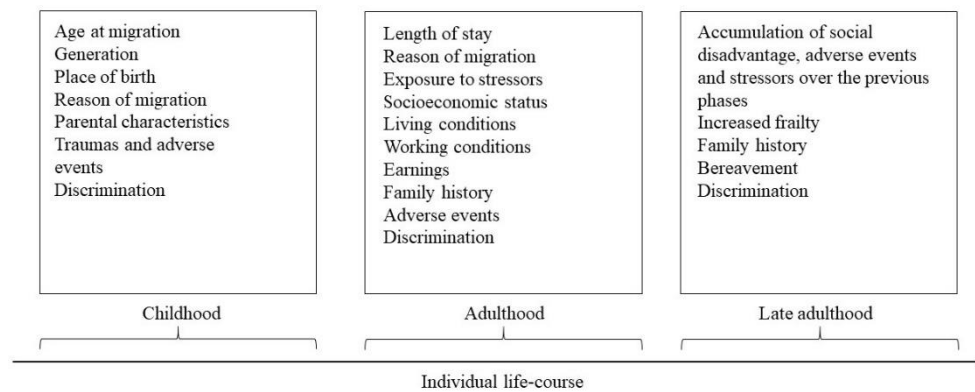 Age at migration
Generation
Place of birth
Reason of migration
Parental characteristics
Traumas and adverse
events
Discrimination
Length of stay
Reason of migration
Exposure to stressors
Socioeconomic status
Living conditions
Working conditions
Earnings
Family history
Adverse events
Discrimination
Accumulation of social
disadvantage, adverse events
and stressors over the previous
phases
Increased frailty
Family history
Bereavement
Discrimination
Childhood
Adulthood
Late adulthood
Individual life-course